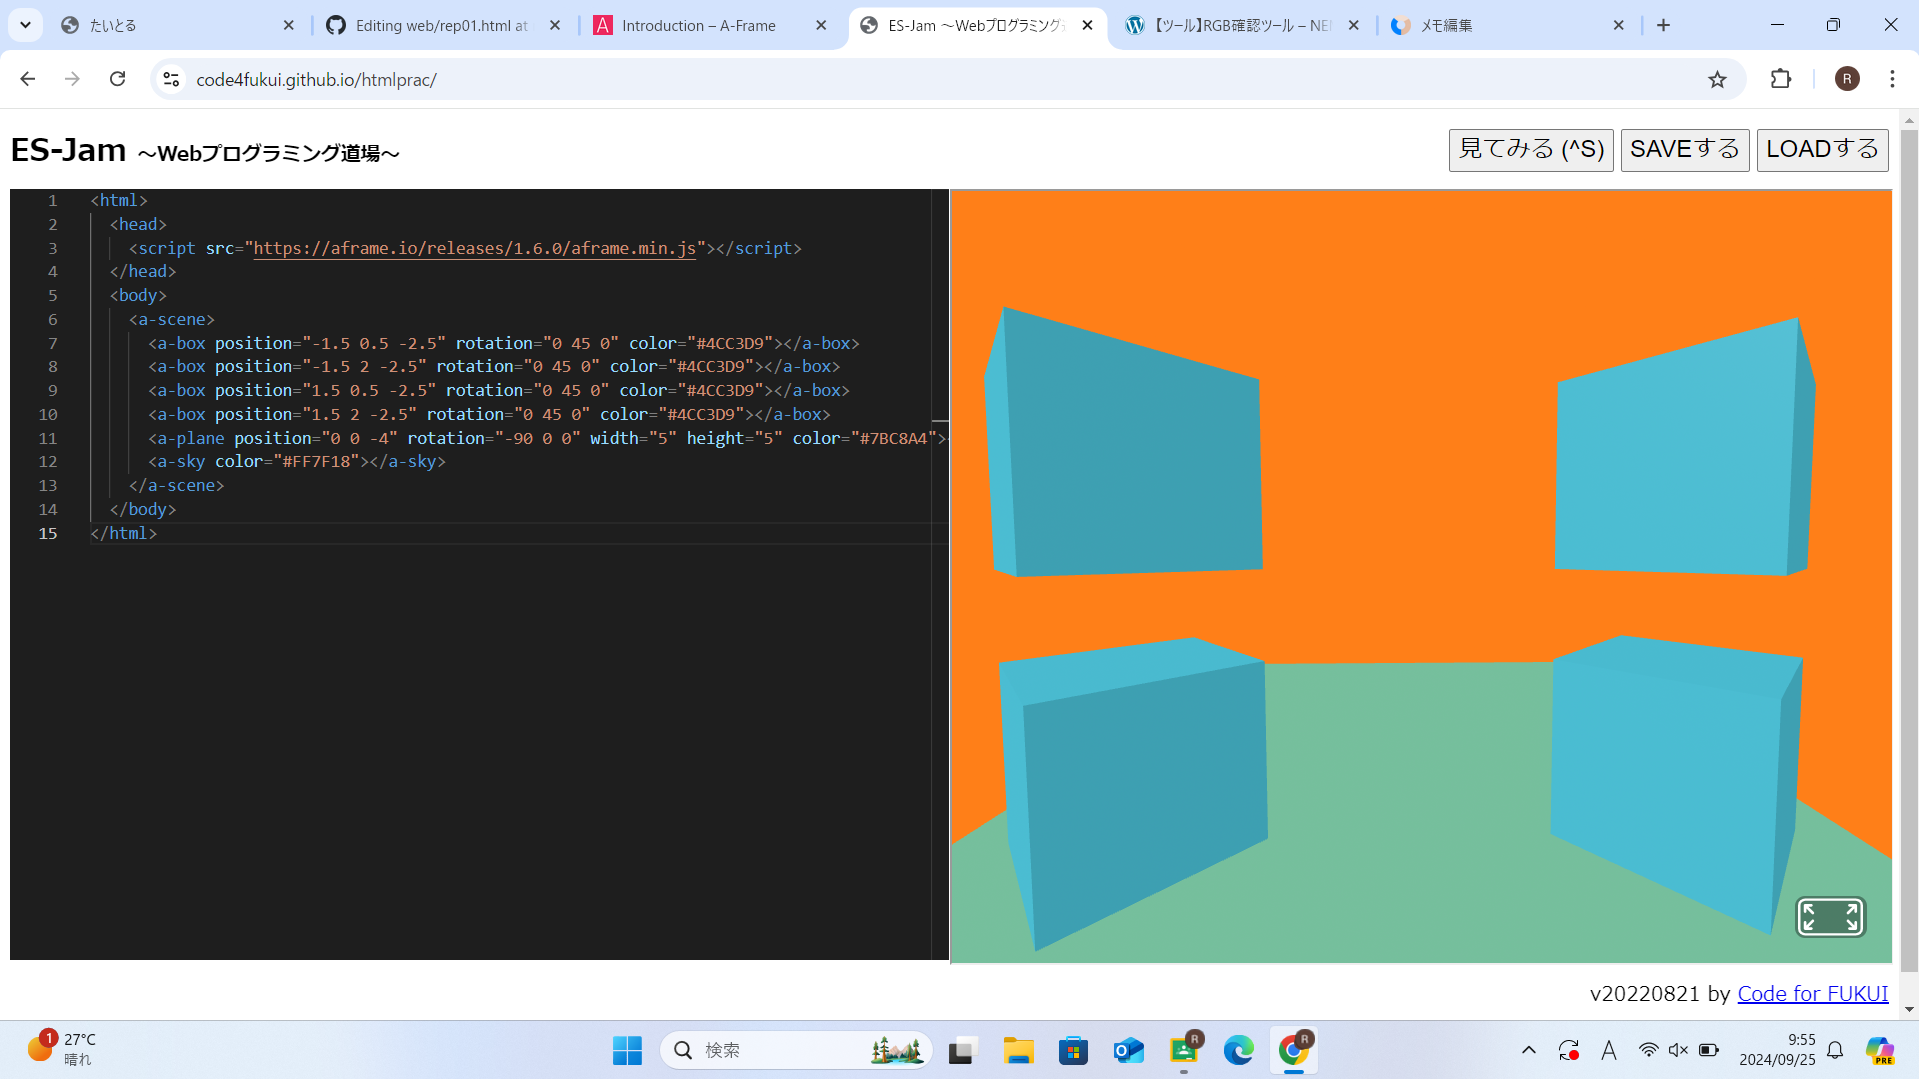 たいとる
Editing web/rep01.html at
Introduction – A-Frame
ES-Jam 〜Webプログラミング道
【ツール】RGB確認ツール – NE
メモ編集
code4fukui.github.io/htmlprac/
R
ES-Jam 〜Webプログラミング道場〜
見てみる (^S)
SAVEする
LOADする
1 <html>
2 <head>
3 <script src="https://aframe.io/releases/1.6.0/aframe.min.js"></script>
4 </head>
5 <body>
6 <a-scene>
7 <a-box position="-1.5 0.5 -2.5" rotation="0 45 0" color="#4CC3D9"></a-box>
8 <a-box position="-1.5 2 -2.5" rotation="0 45 0" color="#4CC3D9"></a-box>
9 <a-box position="1.5 0.5 -2.5" rotation="0 45 0" color="#4CC3D9"></a-box>
10 <a-box position="1.5 2 -2.5" rotation="0 45 0" color="#4CC3D9"></a-box>
11 <a-plane position="0 0 -4" rotation="-90 0 0" width="5" height="5" color="#7BC8A4">
12 <a-sky color="#FF7F18"></a-sky>
13 </a-scene>
14 </body>
15 </html>
v20220821 by Code for FUKUI
1
27°C
晴れ
検索
R
R
A
9:55
2024/09/25
PRE